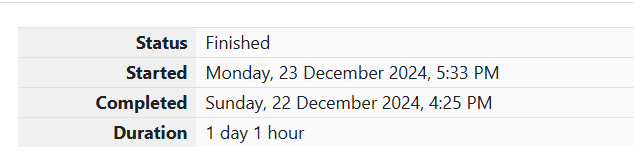 Status Finished
Started Monday, 23 December 2024, 5:33 PM
Completed Sunday, 22 December 2024, 4:25 PM
Duration 1 day 1 hour